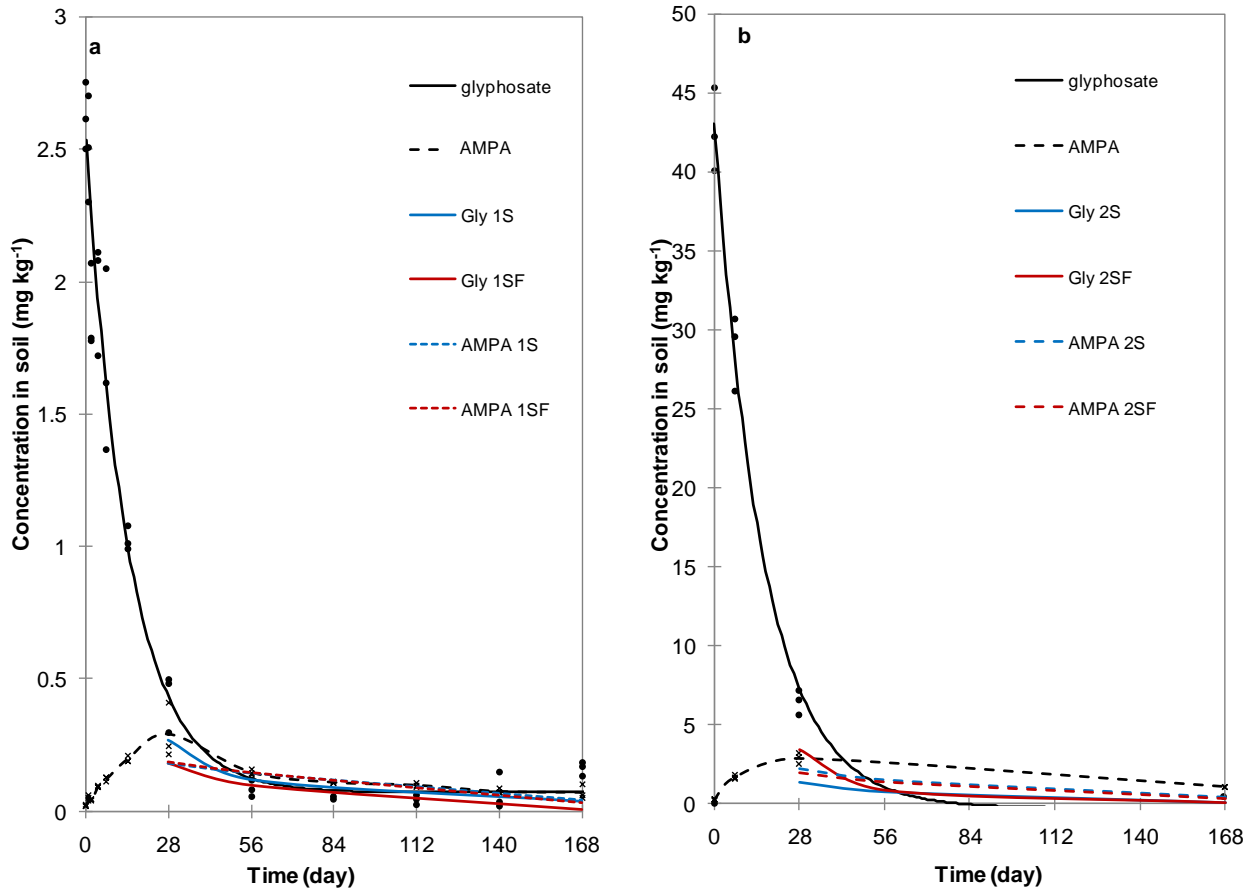 a
glyphosate
AMPA
Gly 1S
Gly 1SF
AMPA 1S
AMPA 1SF
Concentration in soil (mg kg⁻¹)
3
2.5
2
1.5
1
0.5
0
0 28 56 84 112 140 168
Time (day)
b
glyphosate
AMPA
Gly 2S
Gly 2SF
AMPA 2S
AMPA 2SF
Concentration in soil (mg kg⁻¹)
50
45
40
35
30
25
20
15
10
5
0
0 28 56 84 112 140 168
Time (day)